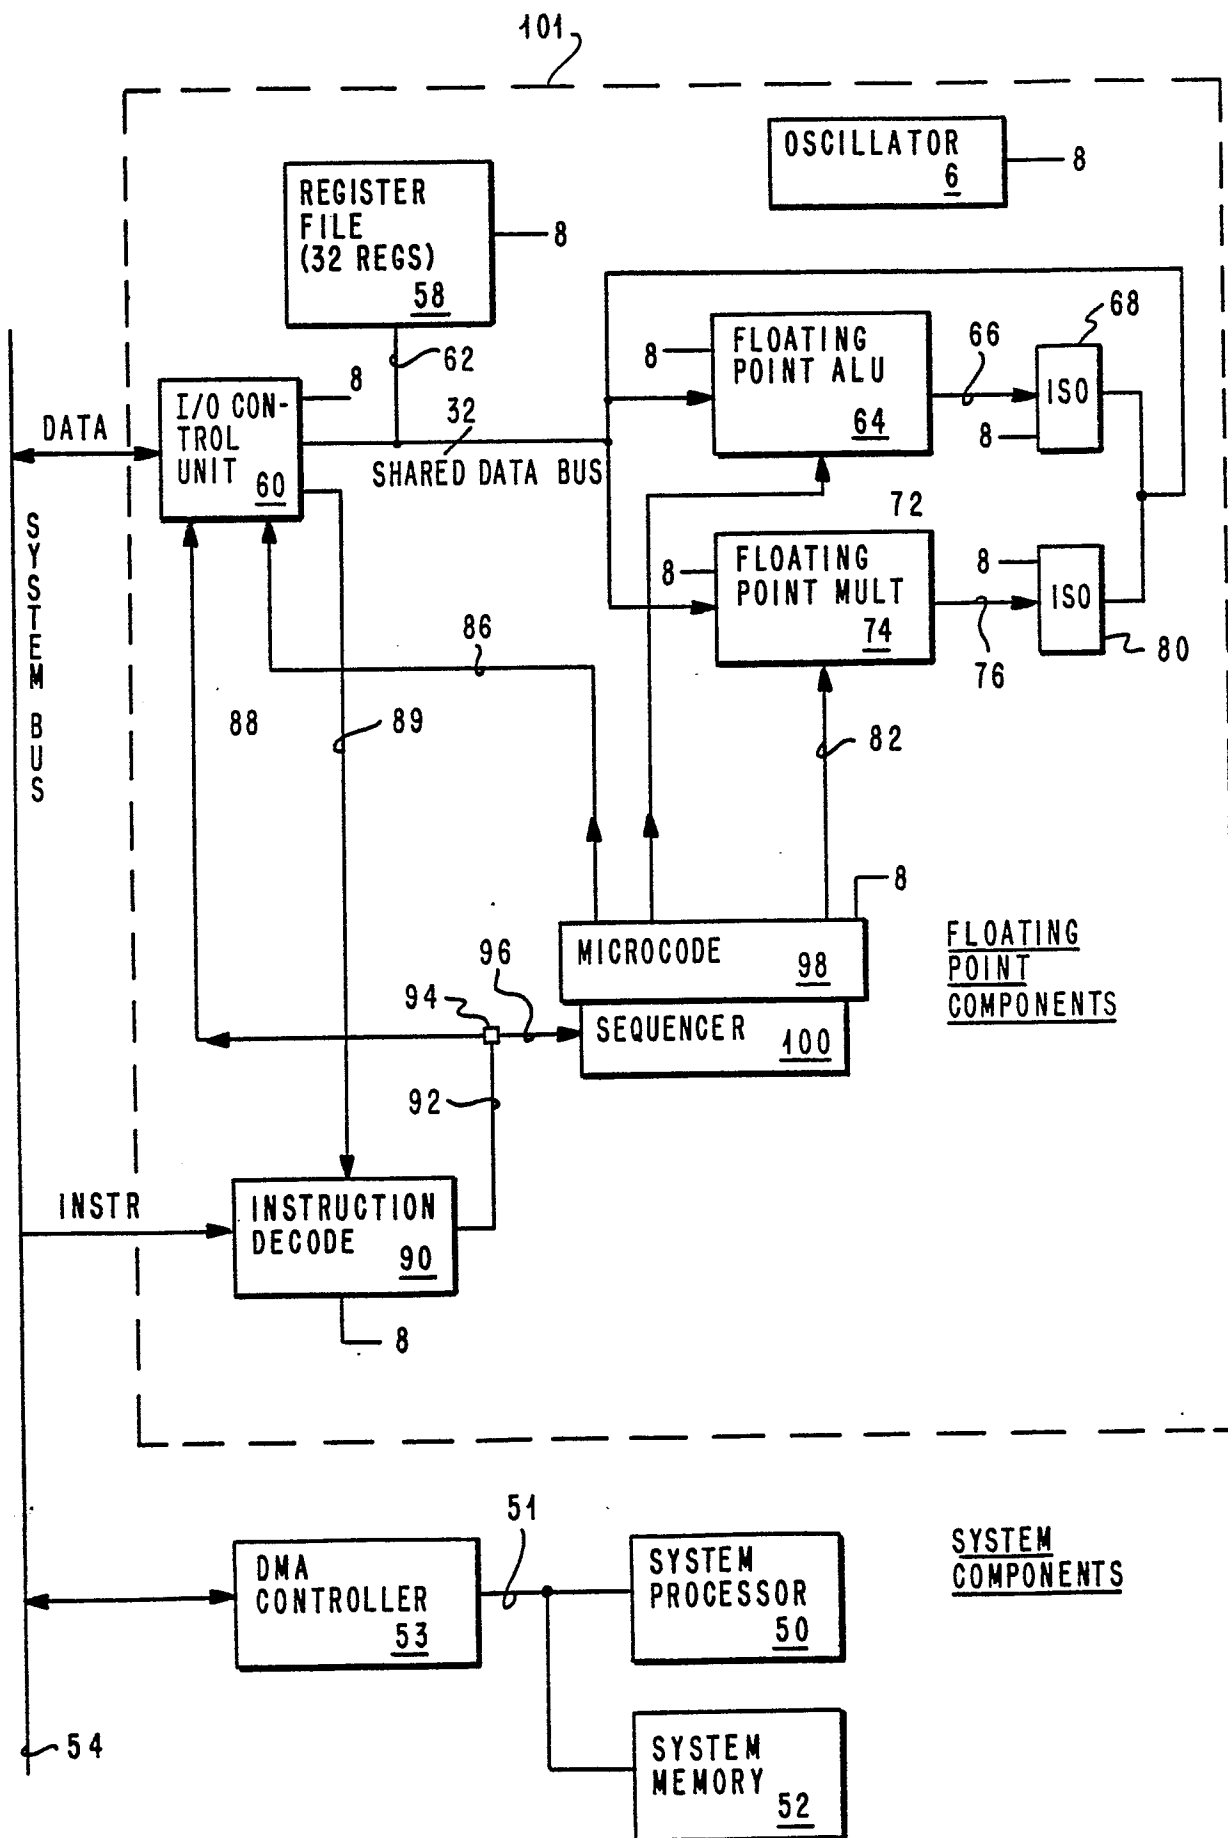 101
OSCILLATOR
6
8
REGISTER
FILE
(32 REGS)
58
8
62
8
I/O CON-
TROL
UNIT
60
DATA
32
SHARED DATA BUS
8
FLOATING
POINT ALU
64
66
68
ISO
8
72
8
FLOATING
POINT MULT
74
76
8
ISO
80
SYSTEM BUS
86
88
89
82
8
MICROCODE
98
SEQUENCER
100
94
96
92
FLOATING
POINT
COMPONENTS
INSTR
INSTRUCTION
DECODE
90
8
51
DMA
CONTROLLER
53
SYSTEM
PROCESSOR
50
SYSTEM
COMPONENTS
54
SYSTEM
MEMORY
52